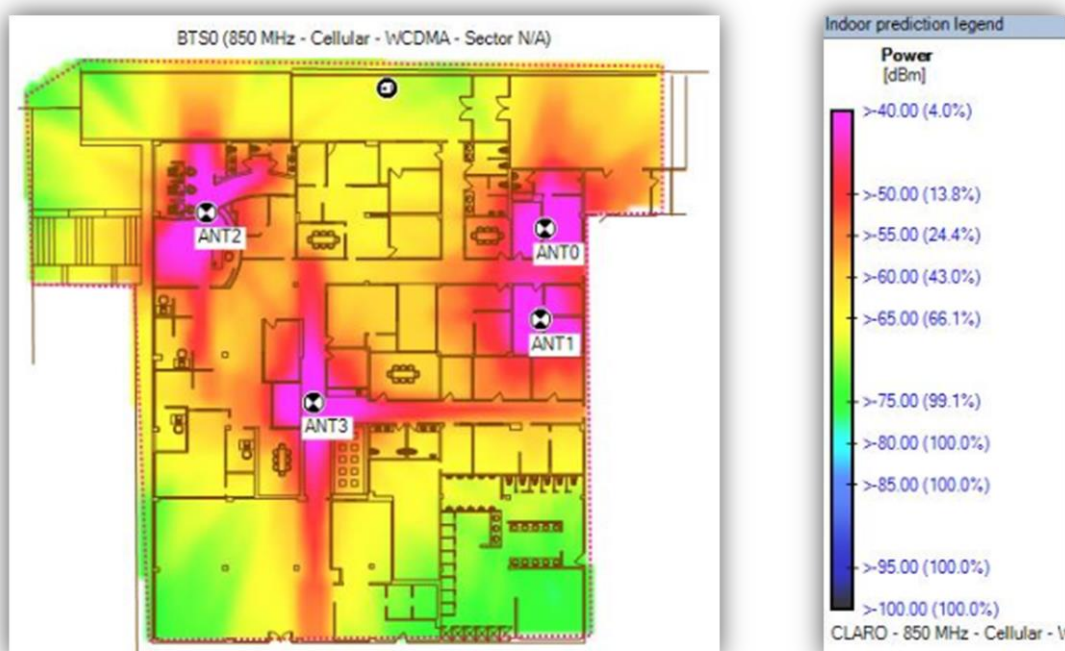 BTS0 (850 MHz - Cellular - WCDMA - Sector N/A)
ANT2
ANT0
ANT1
ANT3
Indoor prediction legend
Power
[dBm]
>-40.00 (4.0%)
>-50.00 (13.8%)
>-55.00 (24.4%)
>-60.00 (43.0%)
>-65.00 (66.1%)
>-75.00 (99.1%)
>-80.00 (100.0%)
>-85.00 (100.0%)
>-95.00 (100.0%)
>-100.00 (100.0%)
CLARO - 850 MHz - Cellular - W